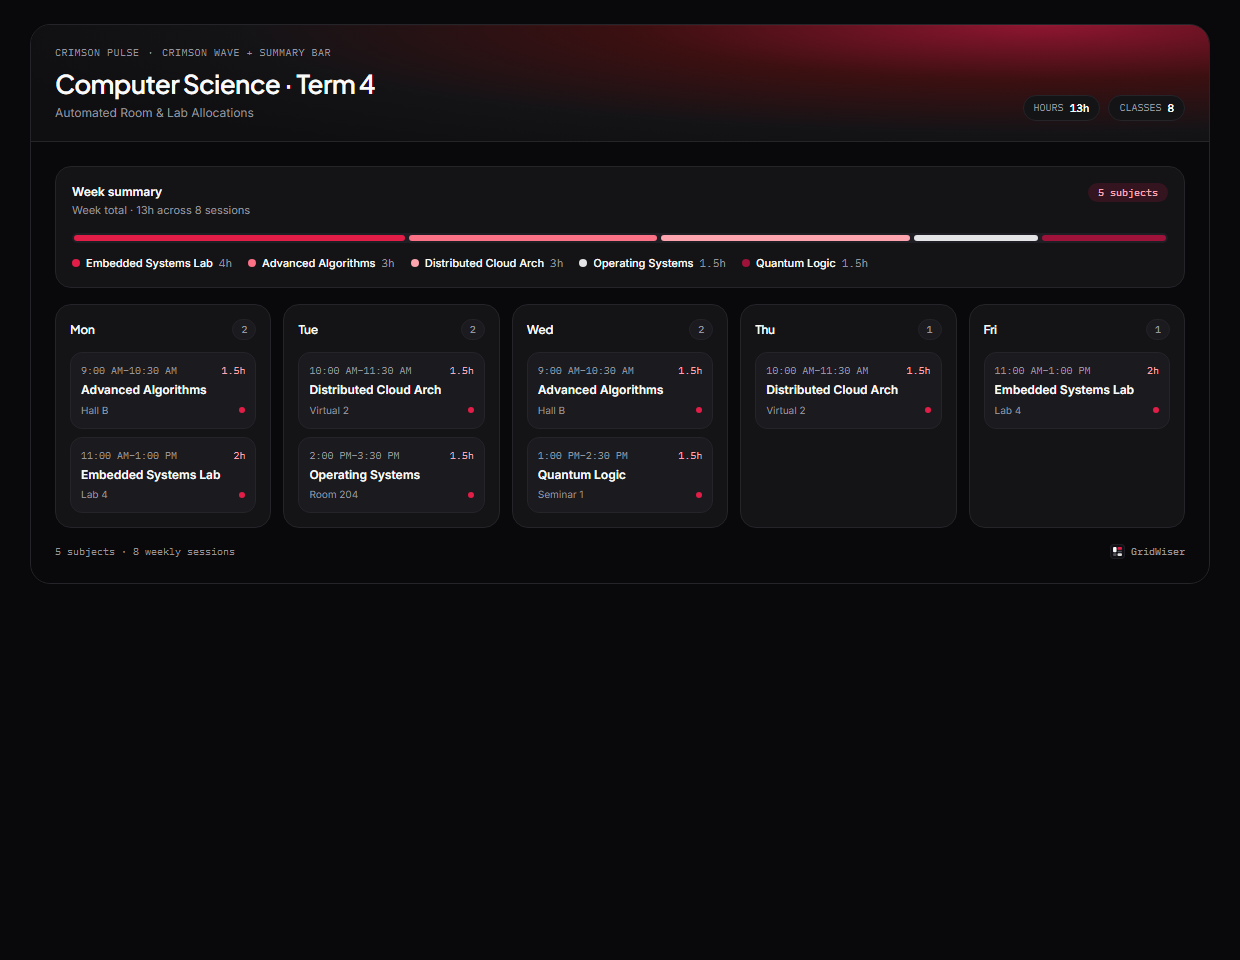 CRIMSON PULSE · CRIMSON WAVE + SUMMARY BAR
Computer Science · Term 4
Automated Room & Lab Allocations
HOURS 13h
CLASSES 8
Week summary
Week total · 13h across 8 sessions
5 subjects
Embedded Systems Lab 4h
Advanced Algorithms 3h
Distributed Cloud Arch 3h
Operating Systems 1.5h
Quantum Logic 1.5h
Mon 2
9:00 AM–10:30 AM 1.5h
Advanced Algorithms
Hall B
11:00 AM–1:00 PM 2h
Embedded Systems Lab
Lab 4
Tue 2
10:00 AM–11:30 AM 1.5h
Distributed Cloud Arch
Virtual 2
2:00 PM–3:30 PM 1.5h
Operating Systems
Room 204
Wed 2
9:00 AM–10:30 AM 1.5h
Advanced Algorithms
Hall B
1:00 PM–2:30 PM 1.5h
Quantum Logic
Seminar 1
Thu 1
10:00 AM–11:30 AM 1.5h
Distributed Cloud Arch
Virtual 2
Fri 1
11:00 AM–1:00 PM 2h
Embedded Systems Lab
Lab 4
5 subjects · 8 weekly sessions
GridWiser